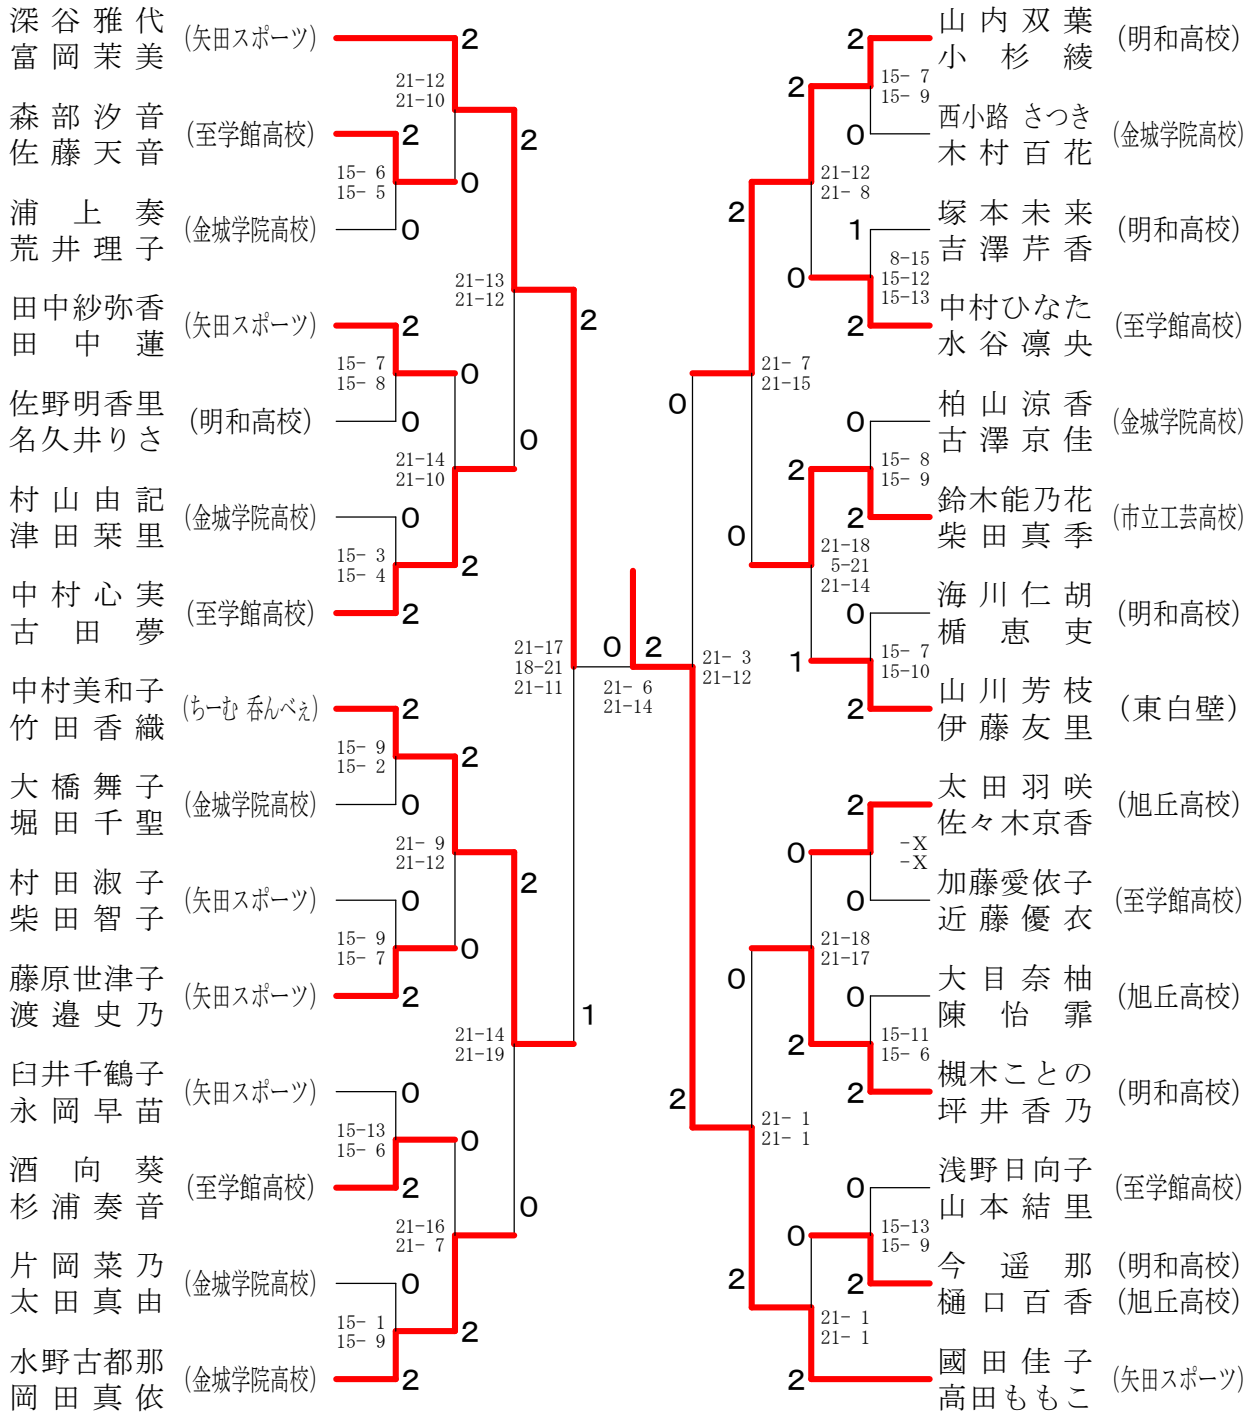 深谷雅代
富岡茉美
(矢田スポーツ)
2
21-12
21-10
森部汐音
佐藤天音
(至学館高校)
2
15- 6
15- 5
0
2
浦上奏
荒井理子
(金城学院高校)
0
21-13
21-12
2
田中紗弥香
田中蓮
(矢田スポーツ)
2
15- 7
15- 8
0
佐野明香里
名久井りさ
(明和高校)
0
0
21-14
21-10
村山由記
津田栞里
(金城学院高校)
0
15- 3
15- 4
2
中村心実
古田夢
(至学館高校)
2
21-17
18-21
21-11
0
2
21- 6
21-14
中村美和子
竹田香織
(ちーむ 呑んべぇ)
2
15- 9
15- 2
2
大橋舞子
堀田千聖
(金城学院高校)
0
21- 9
21-12
2
村田淑子
柴田智子
(矢田スポーツ)
0
15- 9
15- 7
0
藤原世津子
渡邉史乃
(矢田スポーツ)
2
21-14
21-19
1
臼井千鶴子
永岡早苗
(矢田スポーツ)
0
15-13
15- 6
0
酒向葵
杉浦奏音
(至学館高校)
2
0
21-16
21- 7
片岡菜乃
太田真由
(金城学院高校)
0
15- 1
15- 9
2
水野古都那
岡田真依
(金城学院高校)
2
山内双葉
小杉綾
(明和高校)
2
15- 7
15- 9
2
西小路 さつき
木村百花
(金城学院高校)
0
21-12
21- 8
2
塚本未来
吉澤芹香
(明和高校)
1
8-15
15-12
15-13
0
中村ひなた
水谷凛央
(至学館高校)
2
21- 7
21-15
0
柏山涼香
古澤京佳
(金城学院高校)
0
15- 8
15- 9
2
鈴木能乃花
柴田真季
(市立工芸高校)
2
0
21-18
5-21
21-14
海川仁胡
楯恵吏
(明和高校)
0
15- 7
15-10
1
山川芳枝
伊藤友里
(東白壁)
2
21- 3
21-12
太田羽咲
佐々木京香
(旭丘高校)
2
-X
-X
0
加藤愛依子
近藤優衣
(至学館高校)
0
21-18
21-17
0
大目奈柚
陳怡霏
(旭丘高校)
0
15-11
15- 6
2
槻木ことの
坪井香乃
(明和高校)
2
2
21- 1
21- 1
浅野日向子
山本結里
(至学館高校)
0
15-13
15- 9
0
今遥那
樋口百香
(明和高校)
(旭丘高校)
2
2
21- 1
21- 1
國田佳子
高田ももこ
(矢田スポーツ)
2